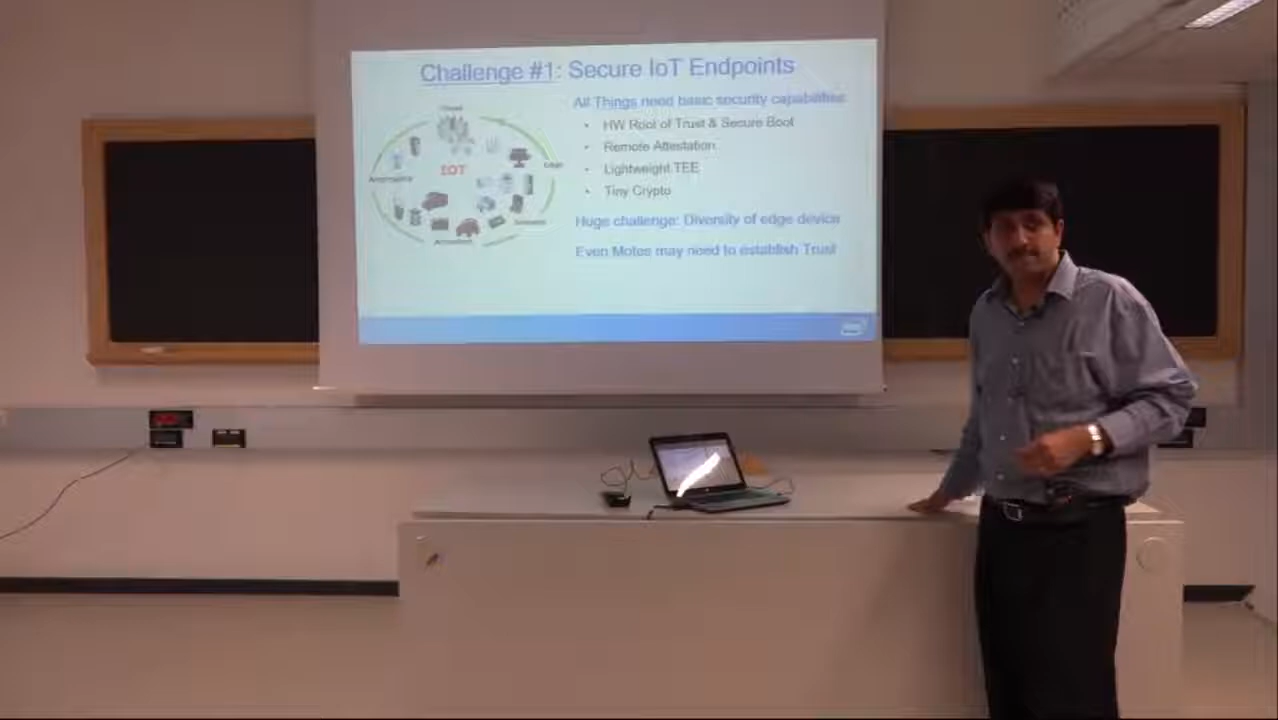 Challenge #1: Secure IoT Endpoints
All Things need basic security capabilities
• HW Root of Trust & Secure Boot
• Remote Attestation
• Lightweight TEE
• Tiny Crypto
Huge challenge: Diversity of edge device
Even Motes may need to establish Trust
IOT
Edge